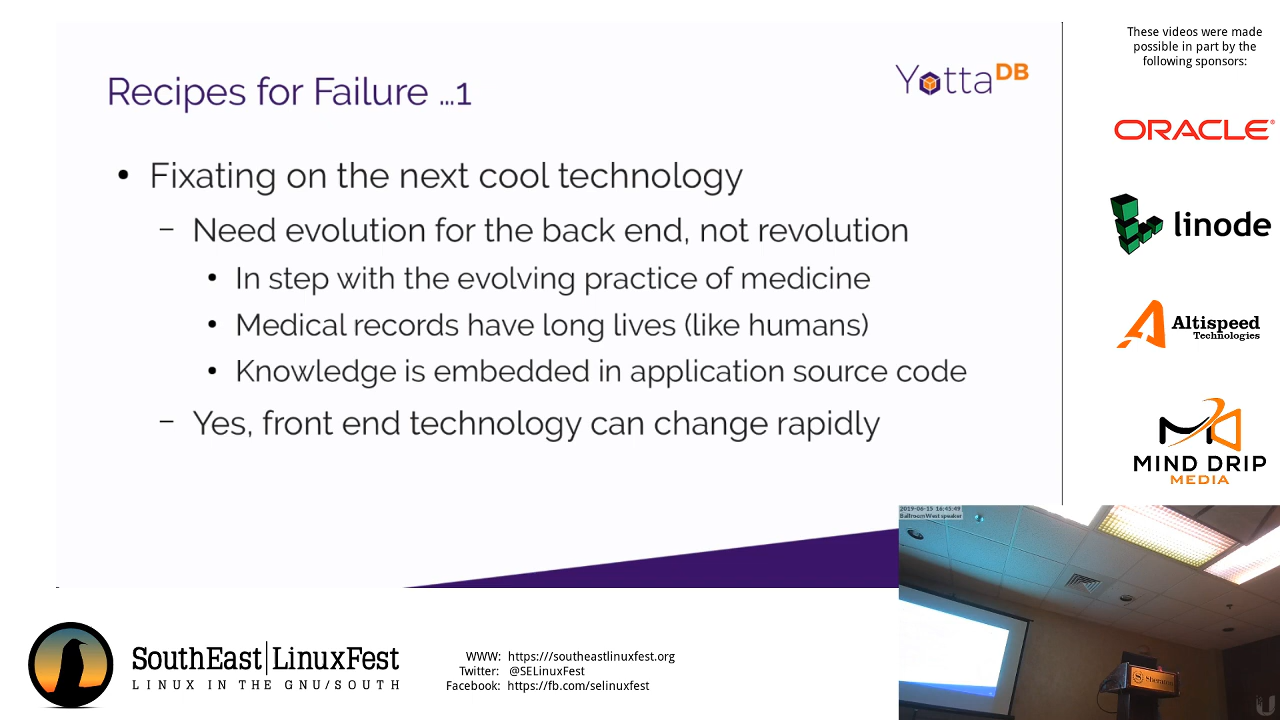 Recipes for Failure ...1
YottaDB
• Fixating on the next cool technology
– Need evolution for the back end, not revolution
• In step with the evolving practice of medicine
• Medical records have long lives (like humans)
• Knowledge is embedded in application source code
– Yes, front end technology can change rapidly
These videos were made
possible in part by the
following sponsors:
ORACLE®
linode
Altispeed
Technologies
MIND DRIP
MEDIA
2019-06-15 16:45:49
Ballroom West speaker
Sheraton
SouthEast|LinuxFest
LINUX IN THE GNU/SOUTH
WWW: https://southeastlinuxfest.org
Twitter: @SELinuxFest
Facebook: https://fb.com/selinuxfest